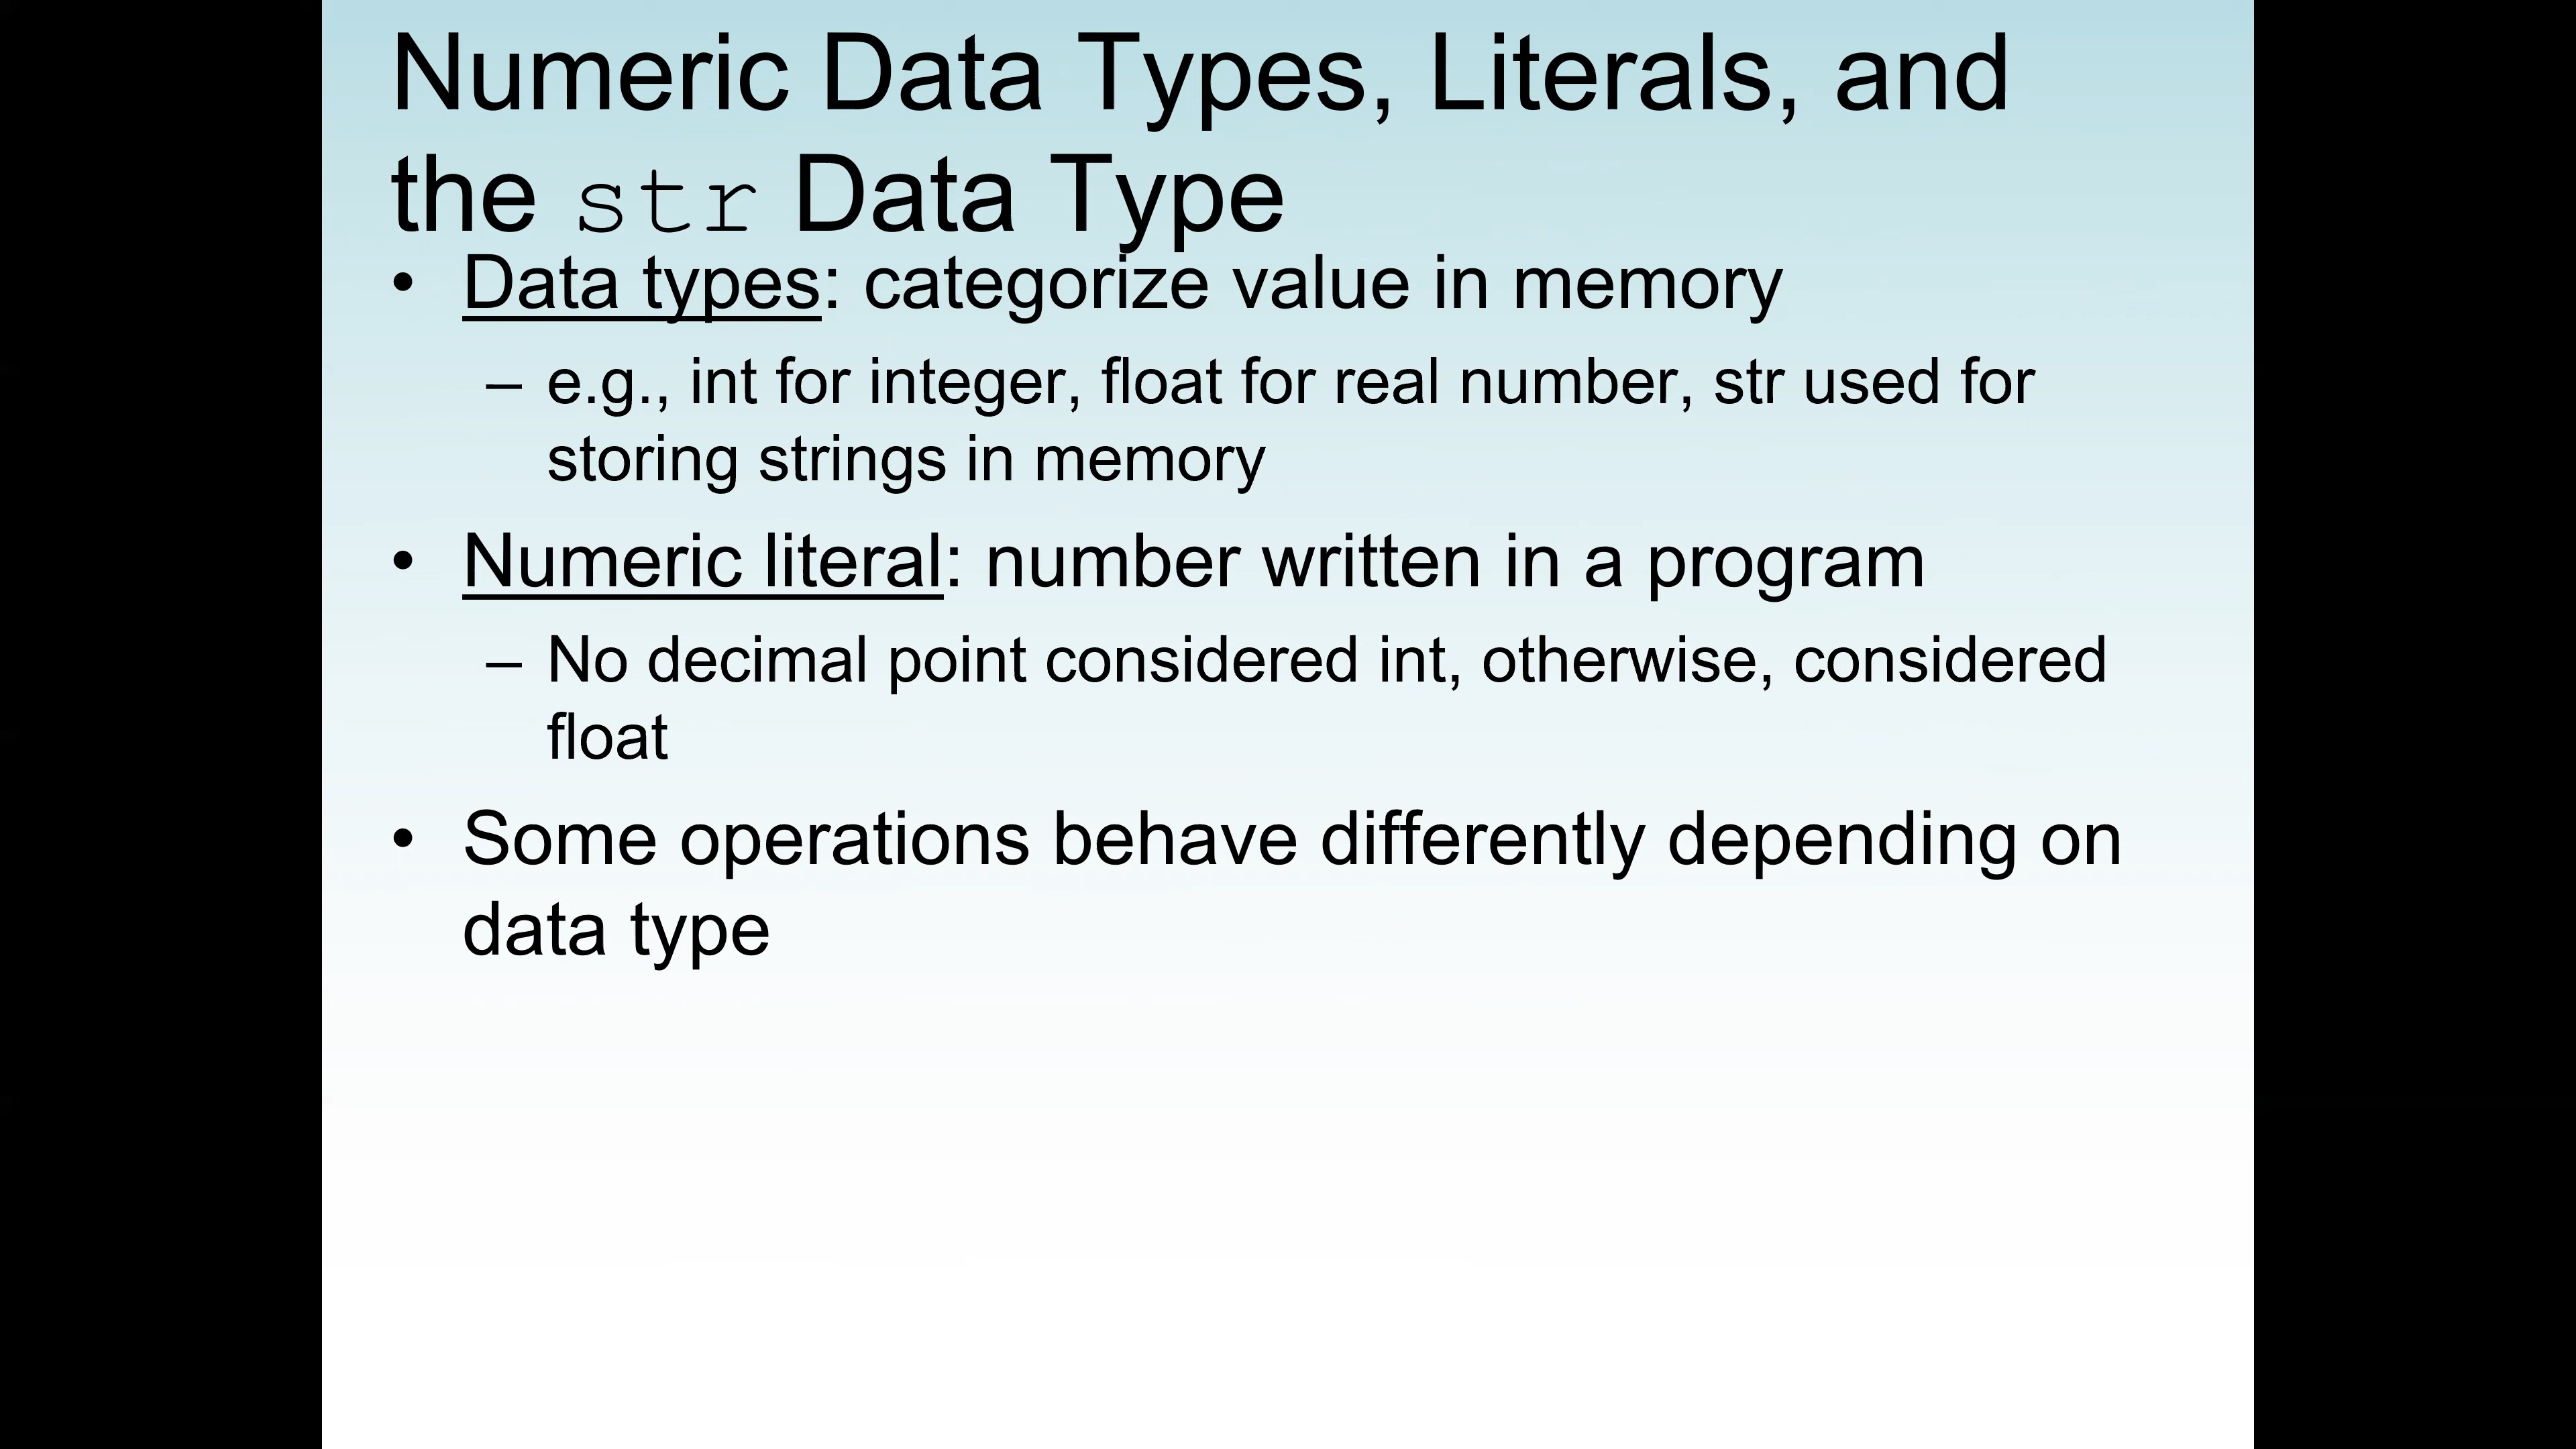 Numeric Data Types, Literals, and
the str Data Type
• Data types: categorize value in memory
– e.g., int for integer, float for real number, str used for
storing strings in memory
• Numeric literal: number written in a program
– No decimal point considered int, otherwise, considered
float
• Some operations behave differently depending on
data type